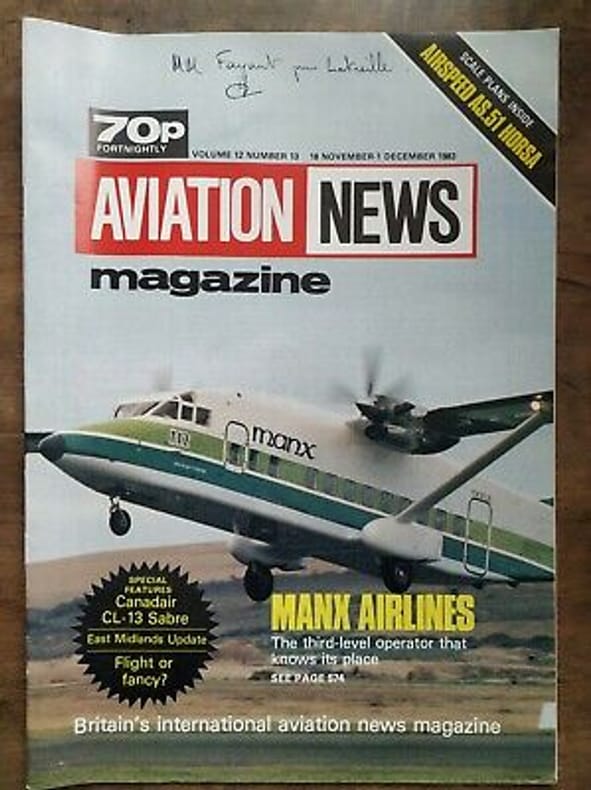 SCALE PLANS INSIDE
AIRSPEED AS.51 HORSA
70p
FORTNIGHTLY
VOLUME 12 NUMBER 13 18 NOVEMBER-1 DECEMBER 1983
AVIATION NEWS
magazine
manx
SPECIAL
FEATURES
Canadair
CL-13 Sabre
East Midlands Update
Flight or
fancy?
MANX AIRLINES
The third-level operator that
knows its place
SEE PAGE 574
Britain's international aviation news magazine